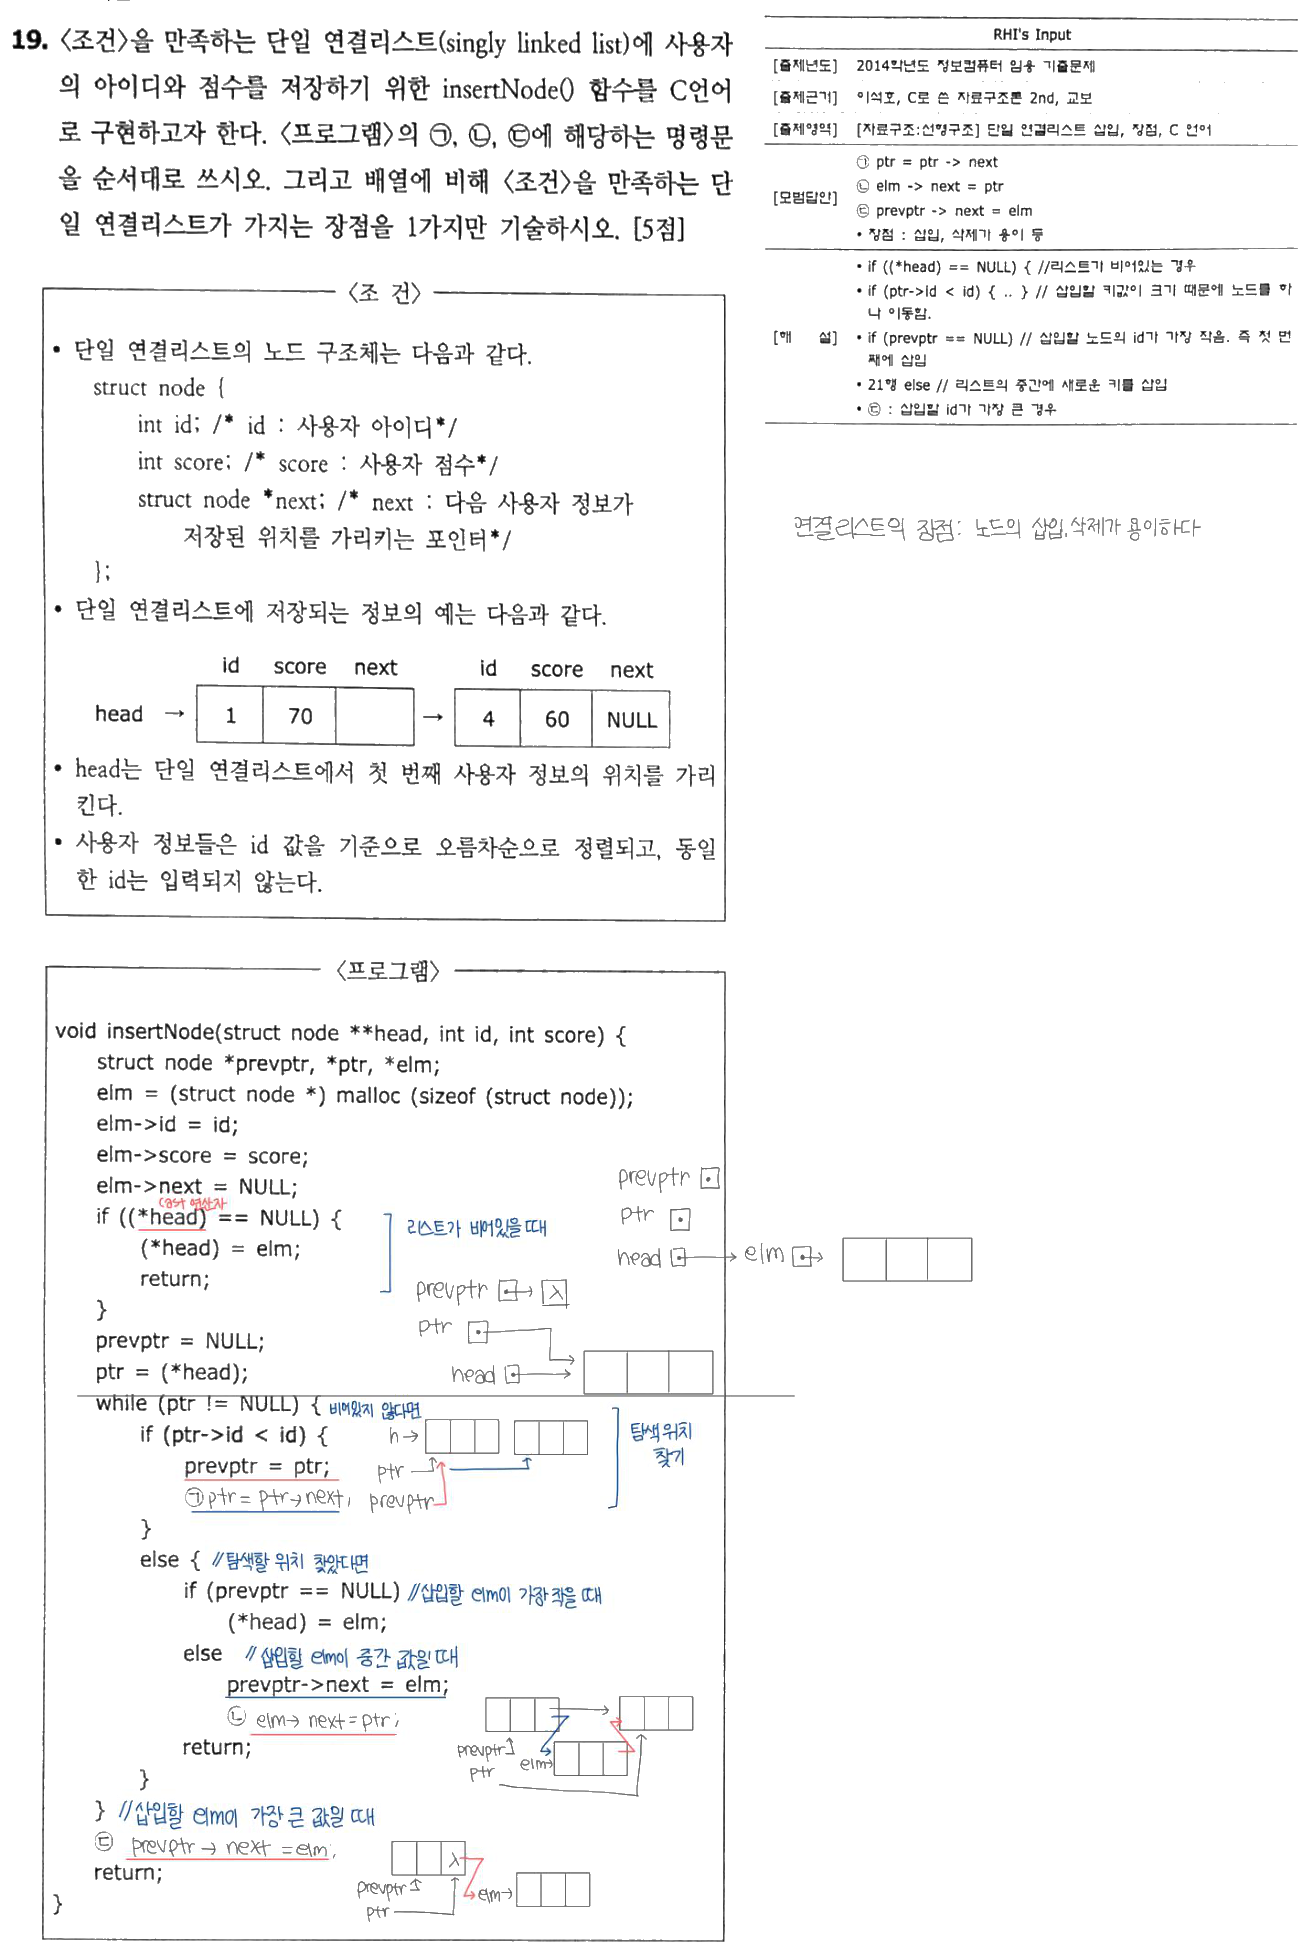 19. 〈조건〉을 만족하는 단일 연결리스트(singly linked list)에 사용자
의 아이디와 점수를 저장하기 위한 insertNode() 함수를 C언어
로 구현하고자 한다. 〈프로그램〉의 ㉠, ㉡, ㉢에 해당하는 명령문
을 순서대로 쓰시오. 그리고 배열에 비해 〈조건〉을 만족하는 단
일 연결리스트가 가지는 장점을 1가지만 기술하시오. [5점]
〈조 건〉
• 단일 연결리스트의 노드 구조체는 다음과 같다.
struct node {
int id; /* id : 사용자 아이디*/
int score; /* score : 사용자 점수*/
struct node *next; /* next : 다음 사용자 정보가
저장된 위치를 가리키는 포인터*/
};
• 단일 연결리스트에 저장되는 정보의 예는 다음과 같다.
id score next id score next
head → 1 70 → 4 60 NULL
• head는 단일 연결리스트에서 첫 번째 사용자 정보의 위치를 가리
킨다.
• 사용자 정보들은 id 값을 기준으로 오름차순으로 정렬되고, 동일
한 id는 입력되지 않는다.
〈프로그램〉
void insertNode(struct node **head, int id, int score) {
struct node *prevptr, *ptr, *elm;
elm = (struct node *) malloc (sizeof (struct node));
elm->id = id;
elm->score = score;
elm->next = NULL;
cast 연산자
if ((*head) == NULL) {
(*head) = elm;
return;
}
리스트가 비어있을 때
prevptr
ptr
head → elm →
prevptr → λ
ptr
head →
prevptr = NULL;
ptr = (*head);
while (ptr != NULL) { 비어있지 않다면
if (ptr->id < id) { h→
prevptr = ptr; ptr
㉠ ptr = ptr→next; prevptr
탐색위치
찾기
}
else { //탐색할 위치 찾았다면
if (prevptr == NULL) //삽입할 elm이 가장 작을 때
(*head) = elm;
else //삽입할 elm이 중간 값일 때
prevptr->next = elm;
㉡ elm→ next = ptr;
return;
prevptr elm→
ptr
}
} //삽입할 elm이 가장 큰 값일 때
㉢ prevptr → next = elm;
return;
λ
prevptr elm→
ptr
}
RHI's Input
[출제년도] 2014학년도 정보컴퓨터 임용 기출문제
[출제근거] 이석호, C로 쓴 자료구조론 2nd, 교보
[출제영역] [자료구조:선형구조] 단일 연결리스트 삽입, 장점, C 언어
㉠ ptr = ptr -> next
㉡ elm -> next = ptr
[모범답안]
㉢ prevptr -> next = elm
• 장점 : 삽입, 삭제가 용이 등
• if ((*head) == NULL) { //리스트가 비어있는 경우
• if (ptr->id < id) { .. } // 삽입할 키값이 크기 때문에 노드를 하
나 이동함.
[해 설] • if (prevptr == NULL) // 삽입할 노드의 id가 가장 작음. 즉 첫 번
째에 삽입
• 21행 else // 리스트의 중간에 새로운 키를 삽입
• ㉢ : 삽입할 id가 가장 큰 경우
연결리스트의 장점: 노드의 삽입, 삭제가 용이하다